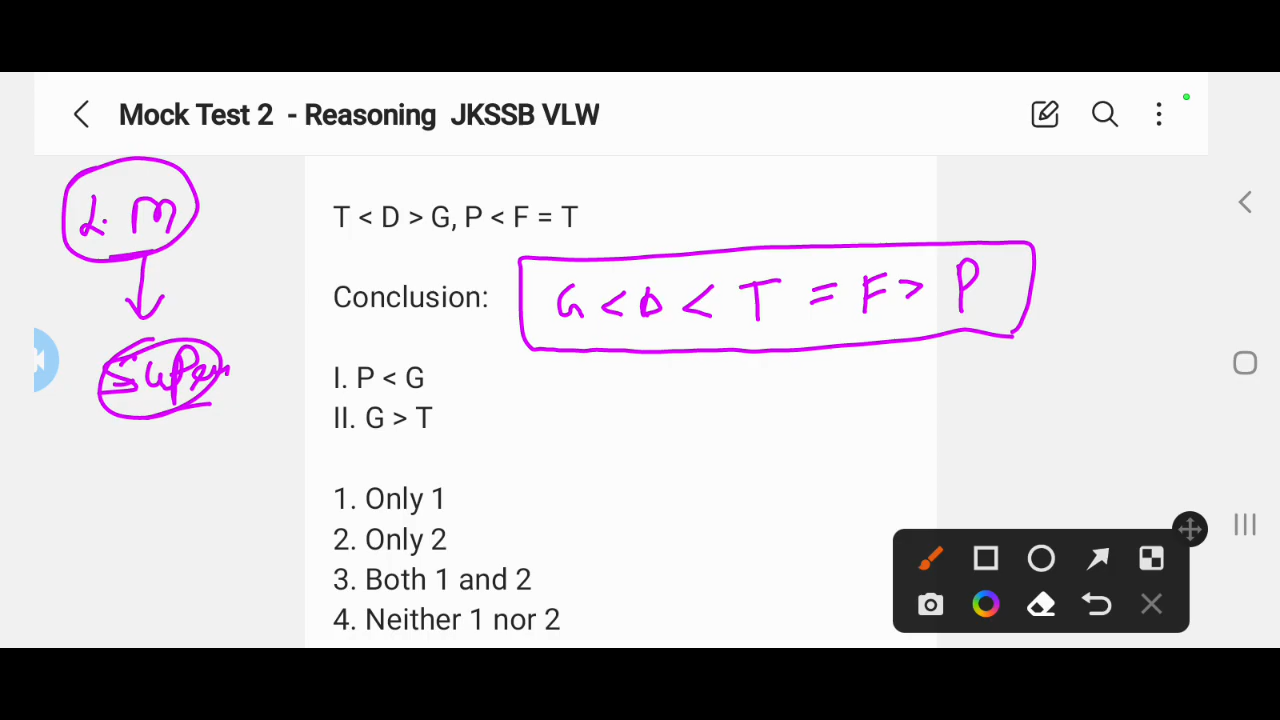 Mock Test 2 - Reasoning JKSSB VLW
L. M
T < D > G, P < F = T
Conclusion:
G < D < T = F > P
I. P < G
II. G > T
1. Only 1
2. Only 2
3. Both 1 and 2
4. Neither 1 nor 2